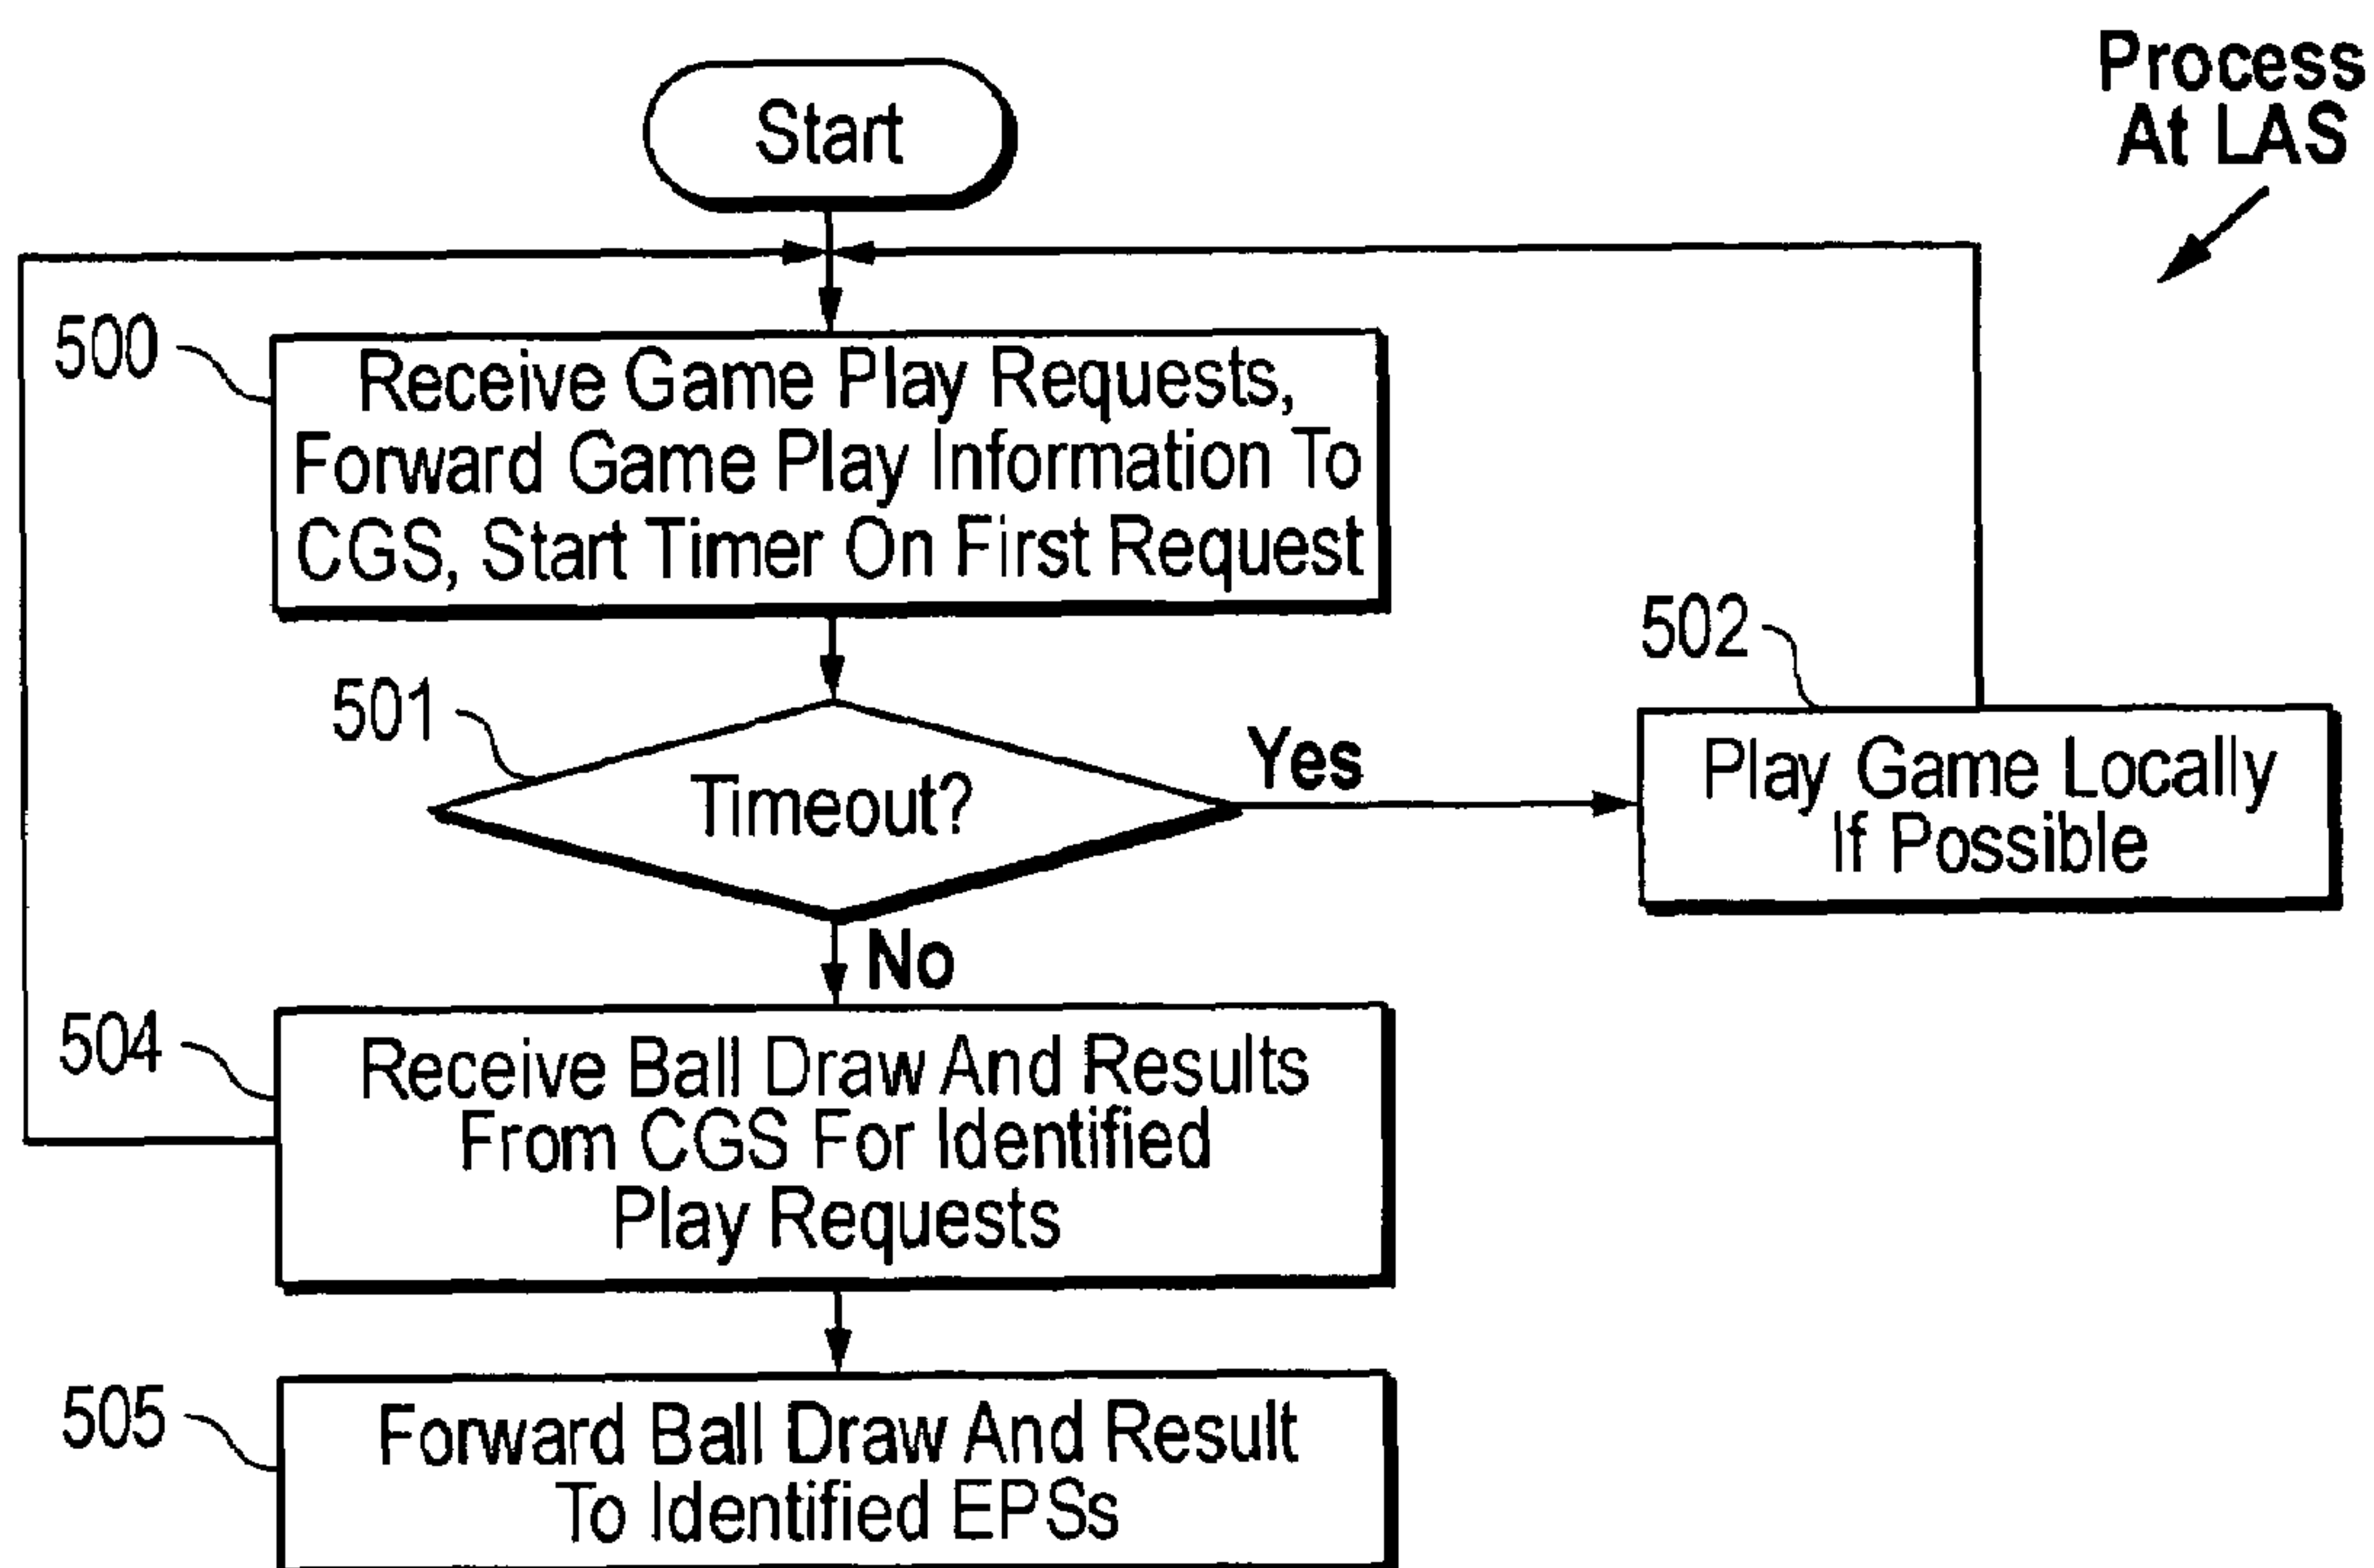 Process
At LAS
Start
500
Receive Game Play Requests,
Forward Game Play Information To
CGS, Start Timer On First Request
501
Timeout?
Yes
502
Play Game Locally
If Possible
No
504
Receive Ball Draw And Results
From CGS For Identified
Play Requests
505
Forward Ball Draw And Result
To Identified EPSs